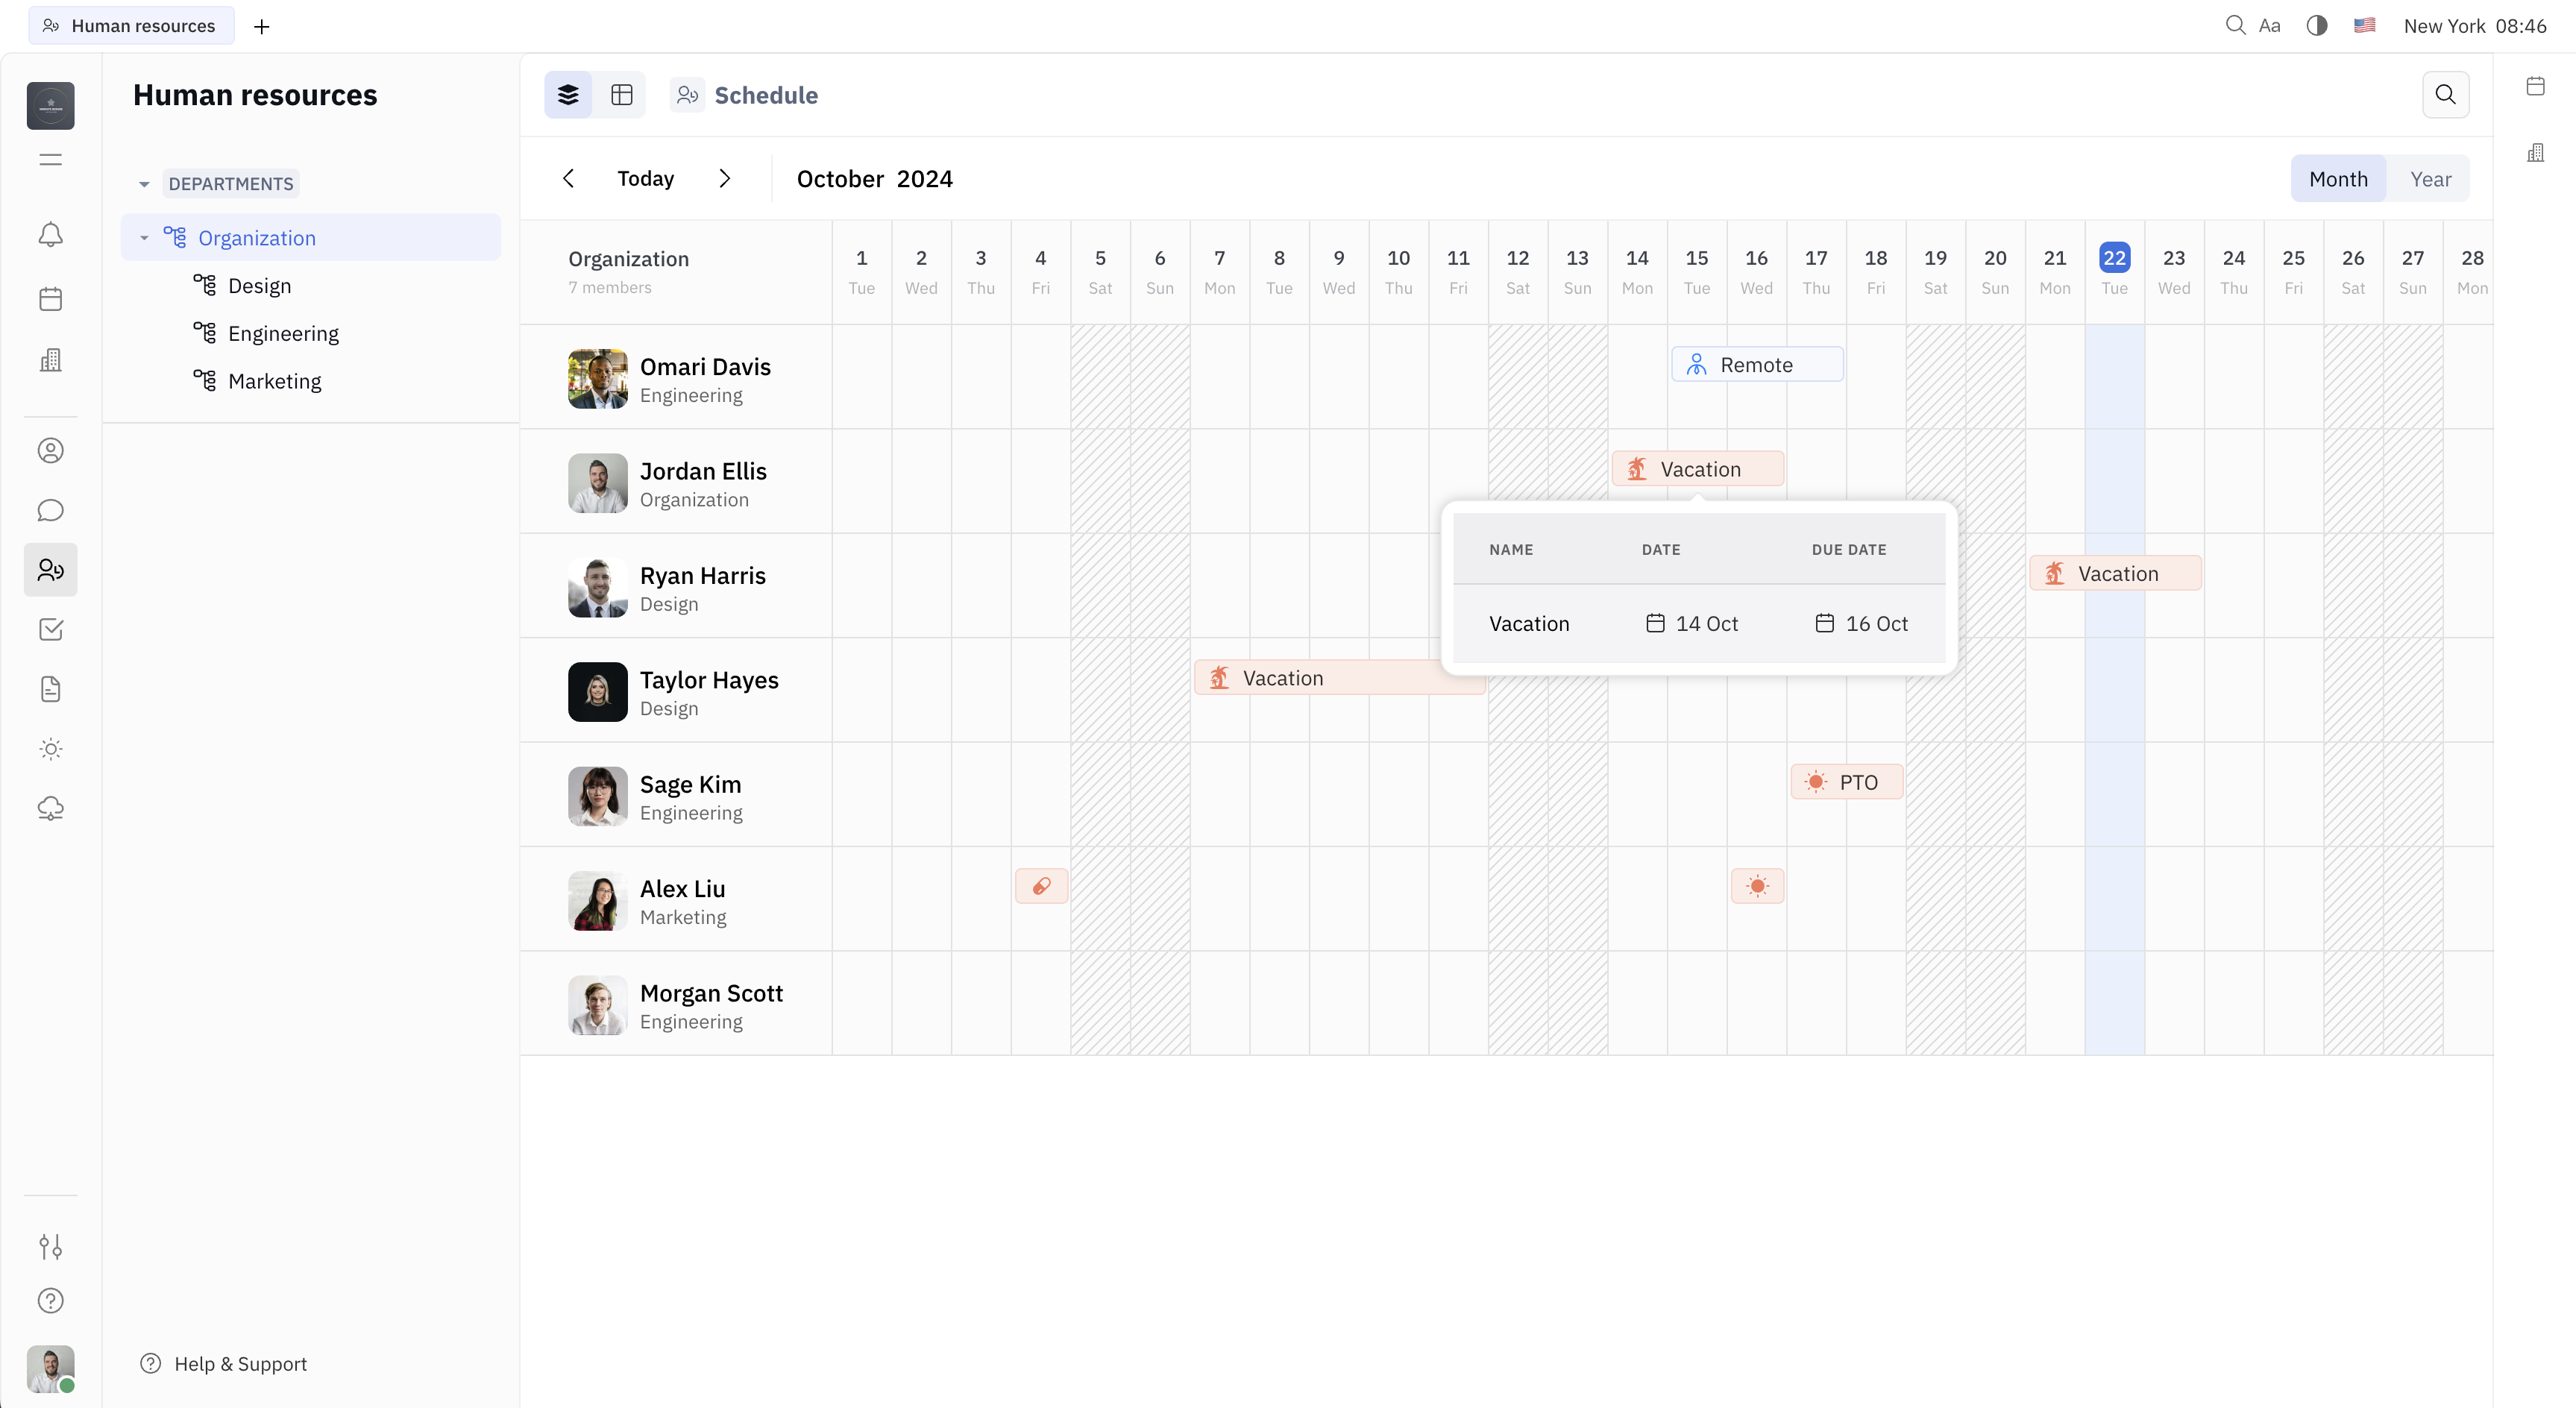 Human resources
Aa
New York 08:46
Human resources
DEPARTMENTS
Organization
Design
Engineering
Marketing
Help & Support
Schedule
Today
October 2024
Month
Year
Organization
7 members
1 2 3 4 5 6 7 8 9 10 11 12 13 14 15 16 17 18 19 20 21 22 23 24 25 26 27 28
Tue Wed Thu Fri Sat Sun Mon Tue Wed Thu Fri Sat Sun Mon Tue Wed Thu Fri Sat Sun Mon Tue Wed Thu Fri Sat Sun Mon
Omari Davis
Engineering
Remote
Jordan Ellis
Organization
Vacation
NAME DATE DUE DATE
Vacation 14 Oct 16 Oct
Ryan Harris
Design
Vacation
Taylor Hayes
Design
Vacation
Sage Kim
Engineering
PTO
Alex Liu
Marketing
Morgan Scott
Engineering